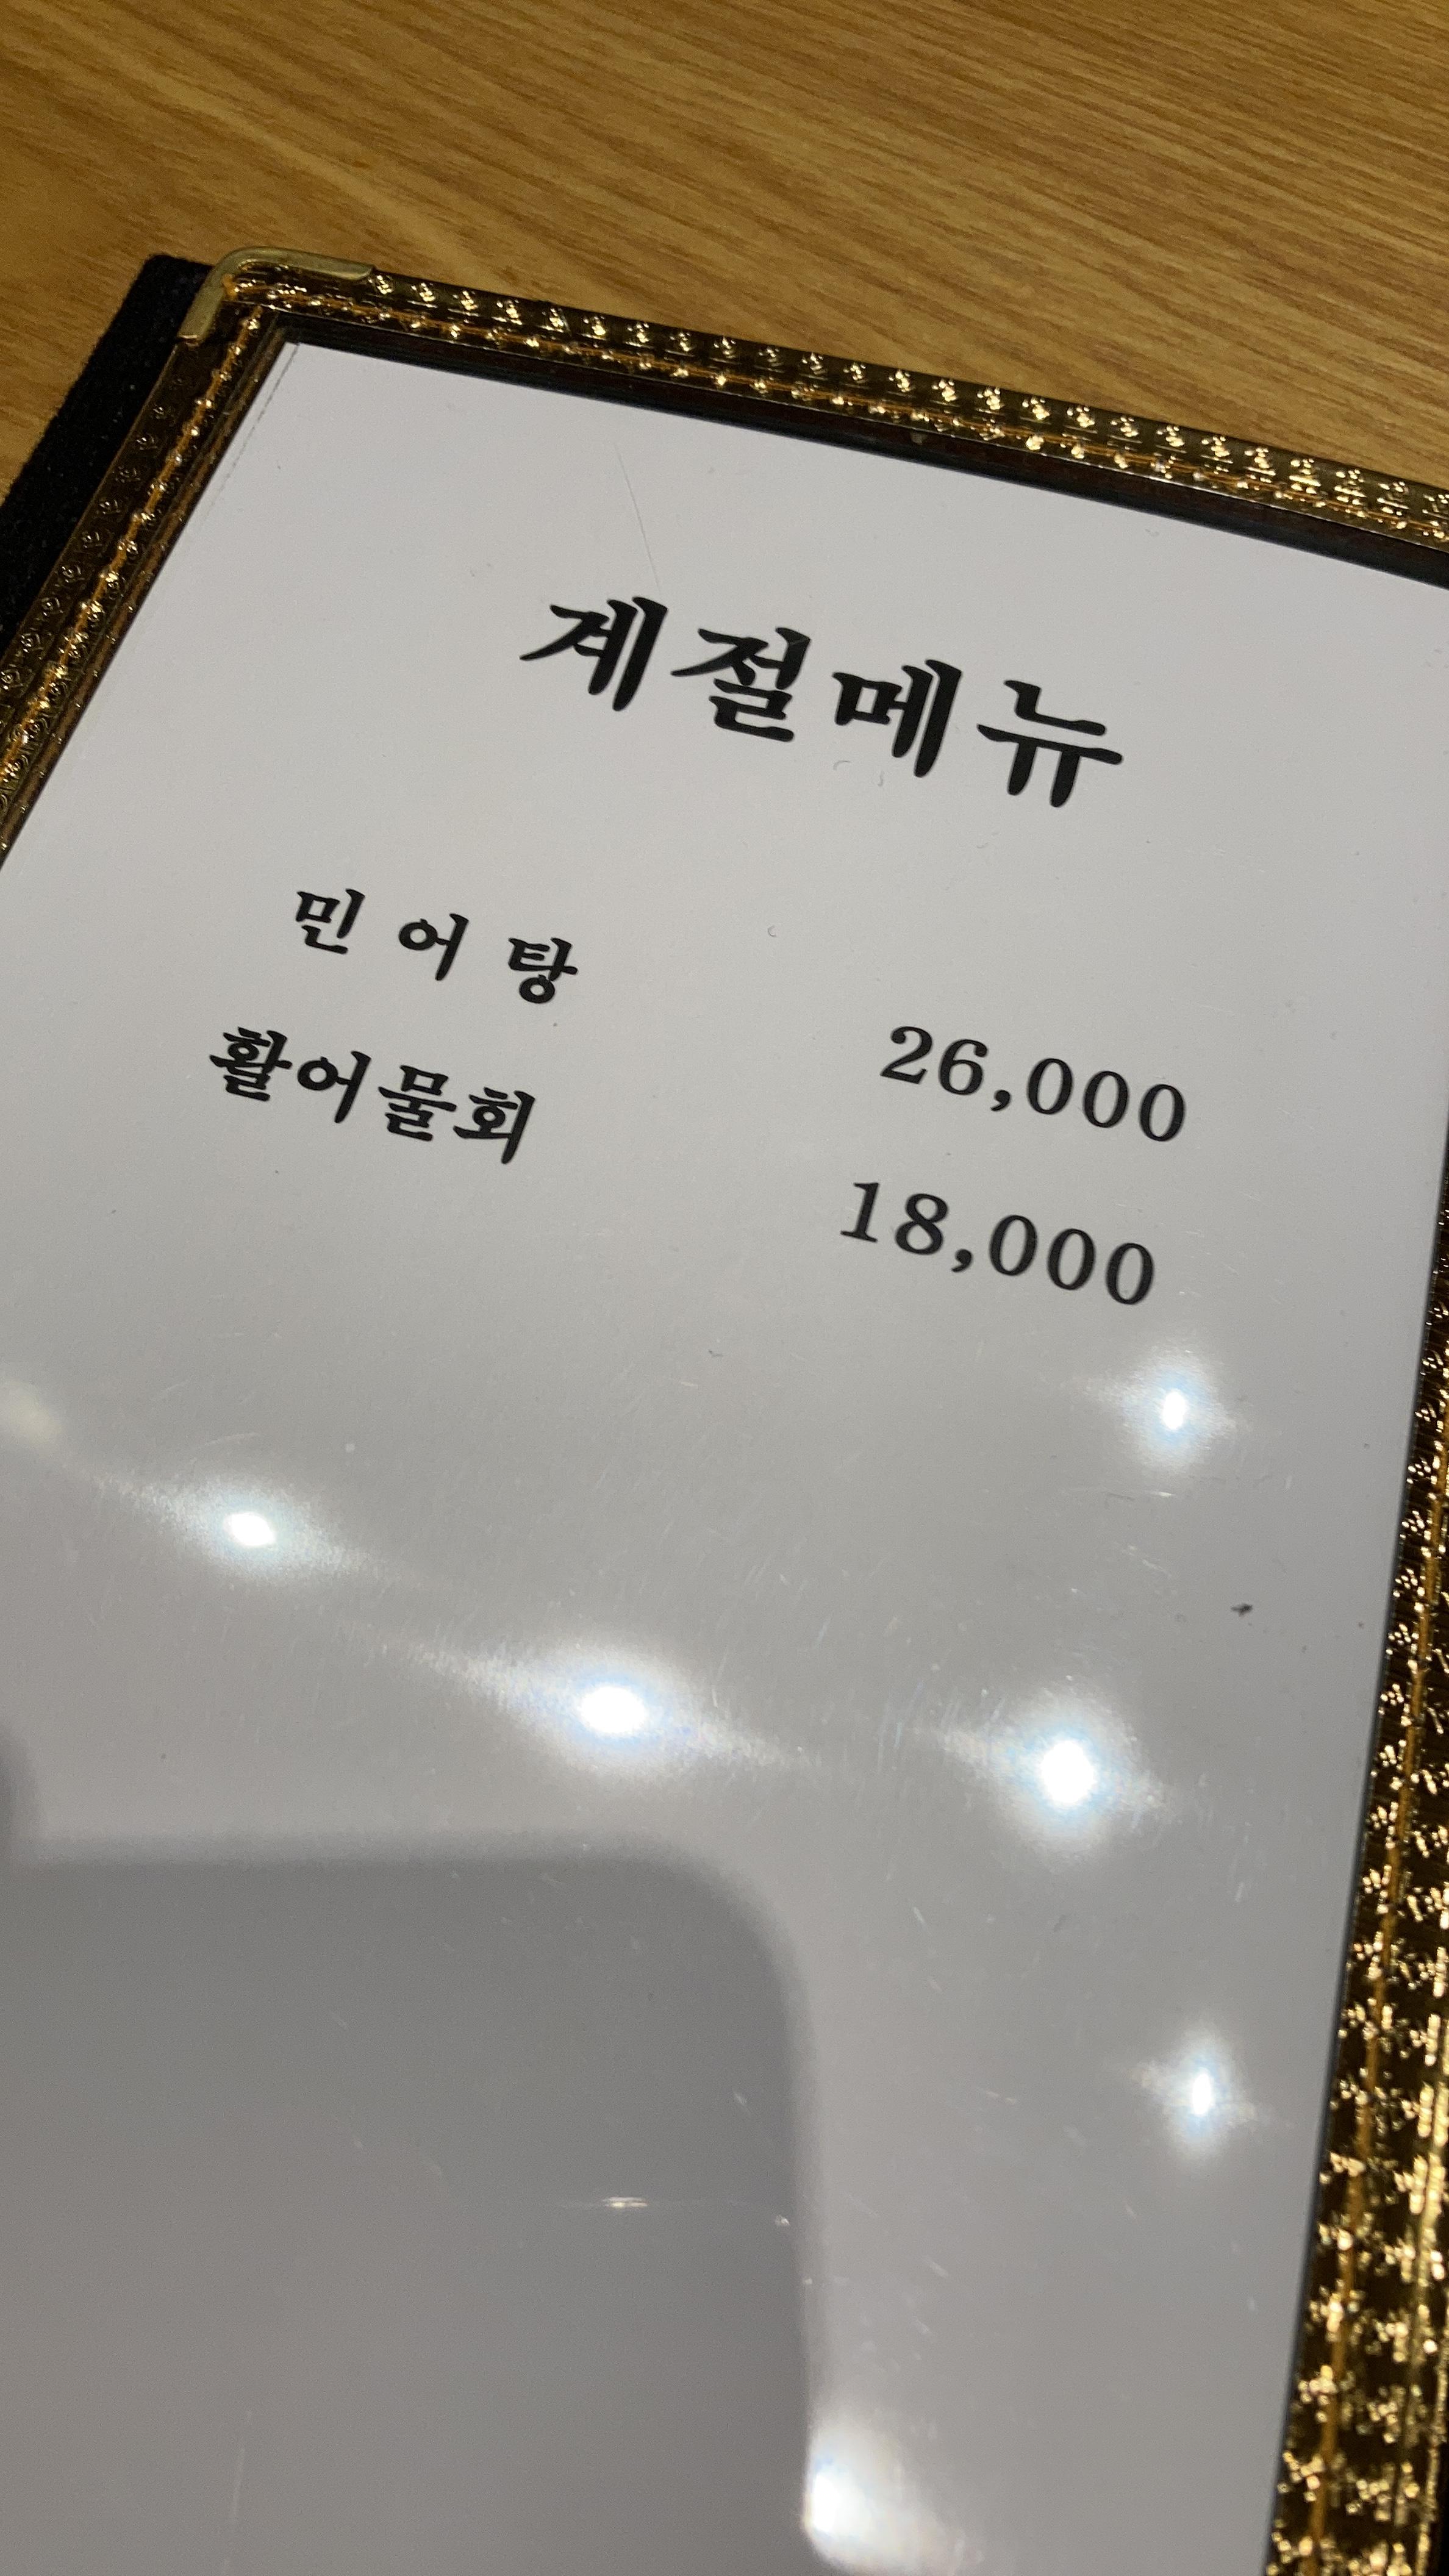 계절메뉴
민 어 탕 26,000
활어물회 18,000